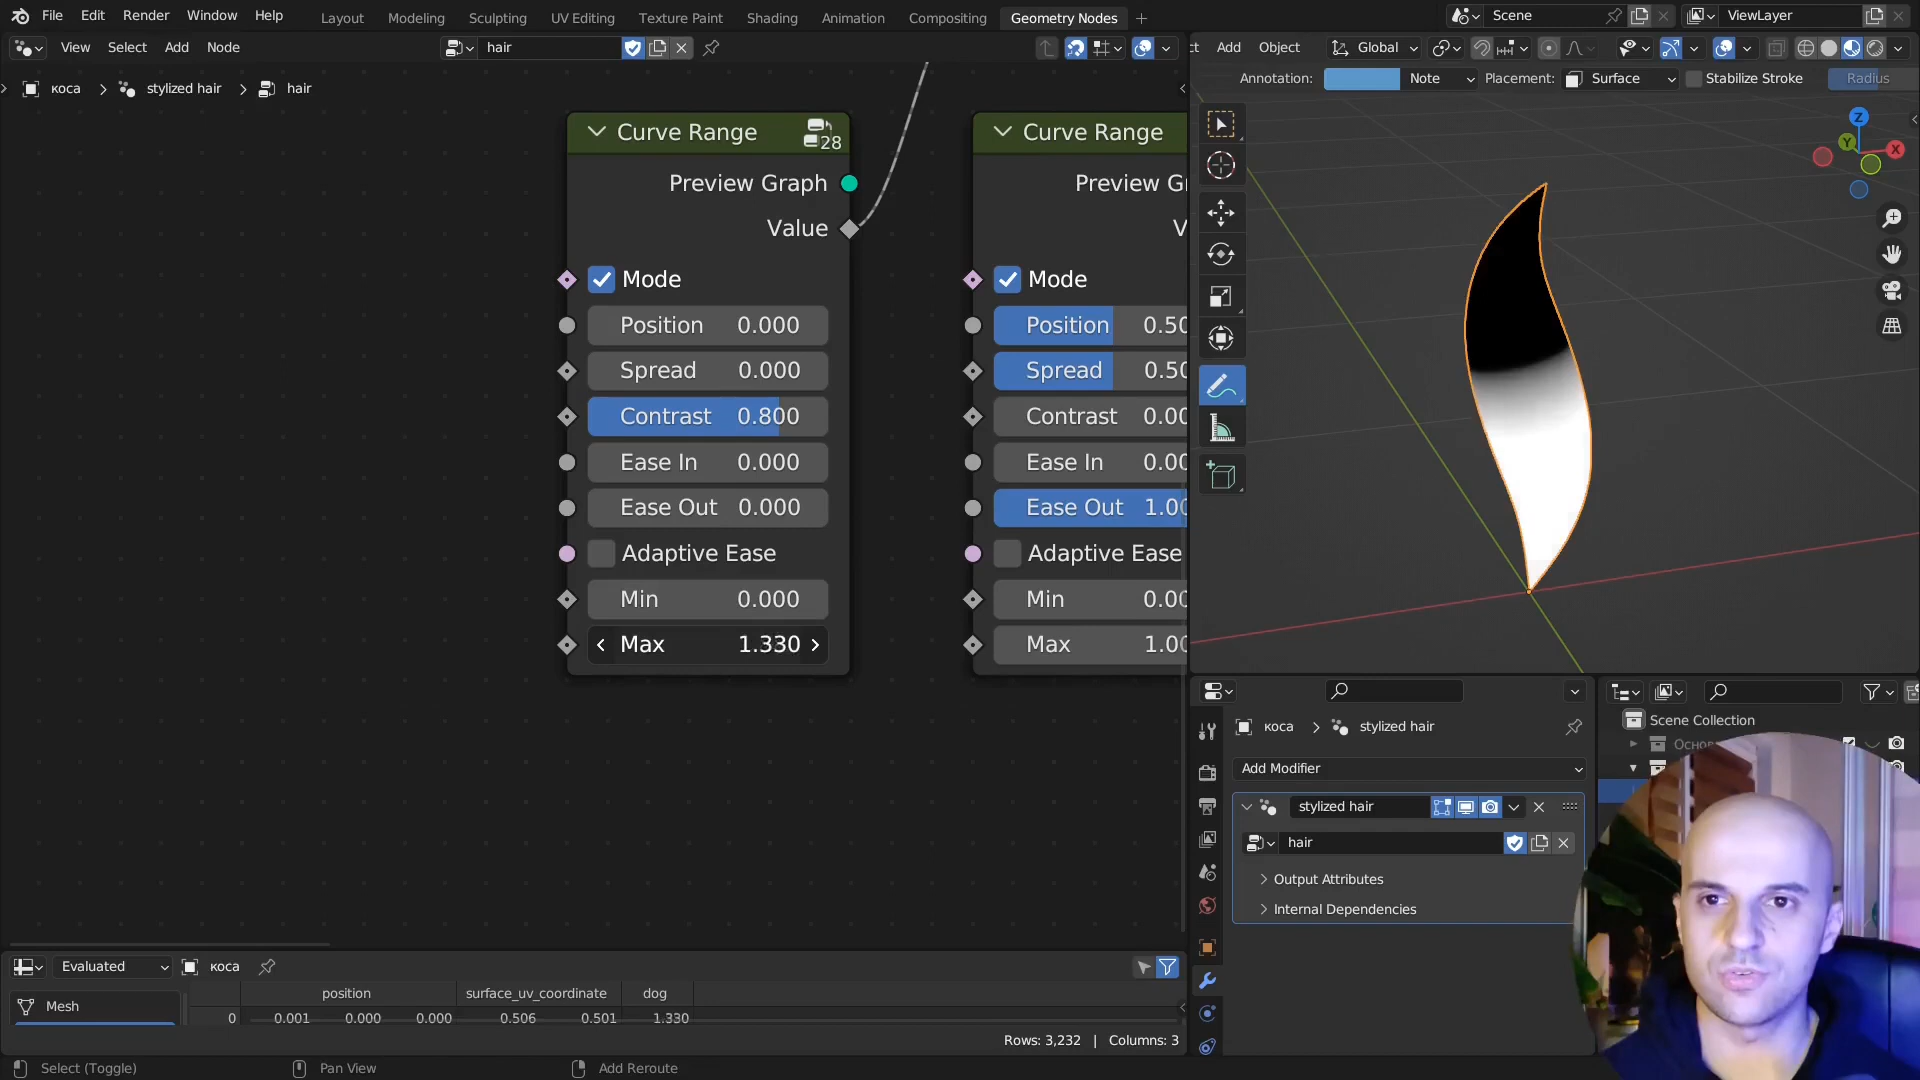 File Edit Render Window Help Layout Modeling Sculpting UV Editing Texture Paint Shading Animation Compositing Geometry Nodes Scene ViewLayer
View Select Add Node hair Add Object Global
Annotation: Note Placement: Surface Stabilize Stroke Radius
коса stylized hair hair
Curve Range 28
Preview Graph
Value
Mode
Position 0.000
Spread 0.000
Contrast 0.800
Ease In 0.000
Ease Out 0.000
Adaptive Ease
Min 0.000
Max 1.330
Curve Range
Preview Gr
V
Mode
Position 0.50
Spread 0.50
Contrast 0.00
Ease In 0.00
Ease Out 1.00
Adaptive Ease
Min 0.00
Max 1.00
Z
Y
X
коса stylized hair
Add Modifier
stylized hair
hair
Output Attributes
Internal Dependencies
Scene Collection
Осно
Evaluated коса
Mesh
position surface_uv_coordinate dog
0 0.001 0.000 0.000 0.506 0.501 1.330
Rows: 3,232 | Columns: 3
Select (Toggle) Pan View Add Reroute